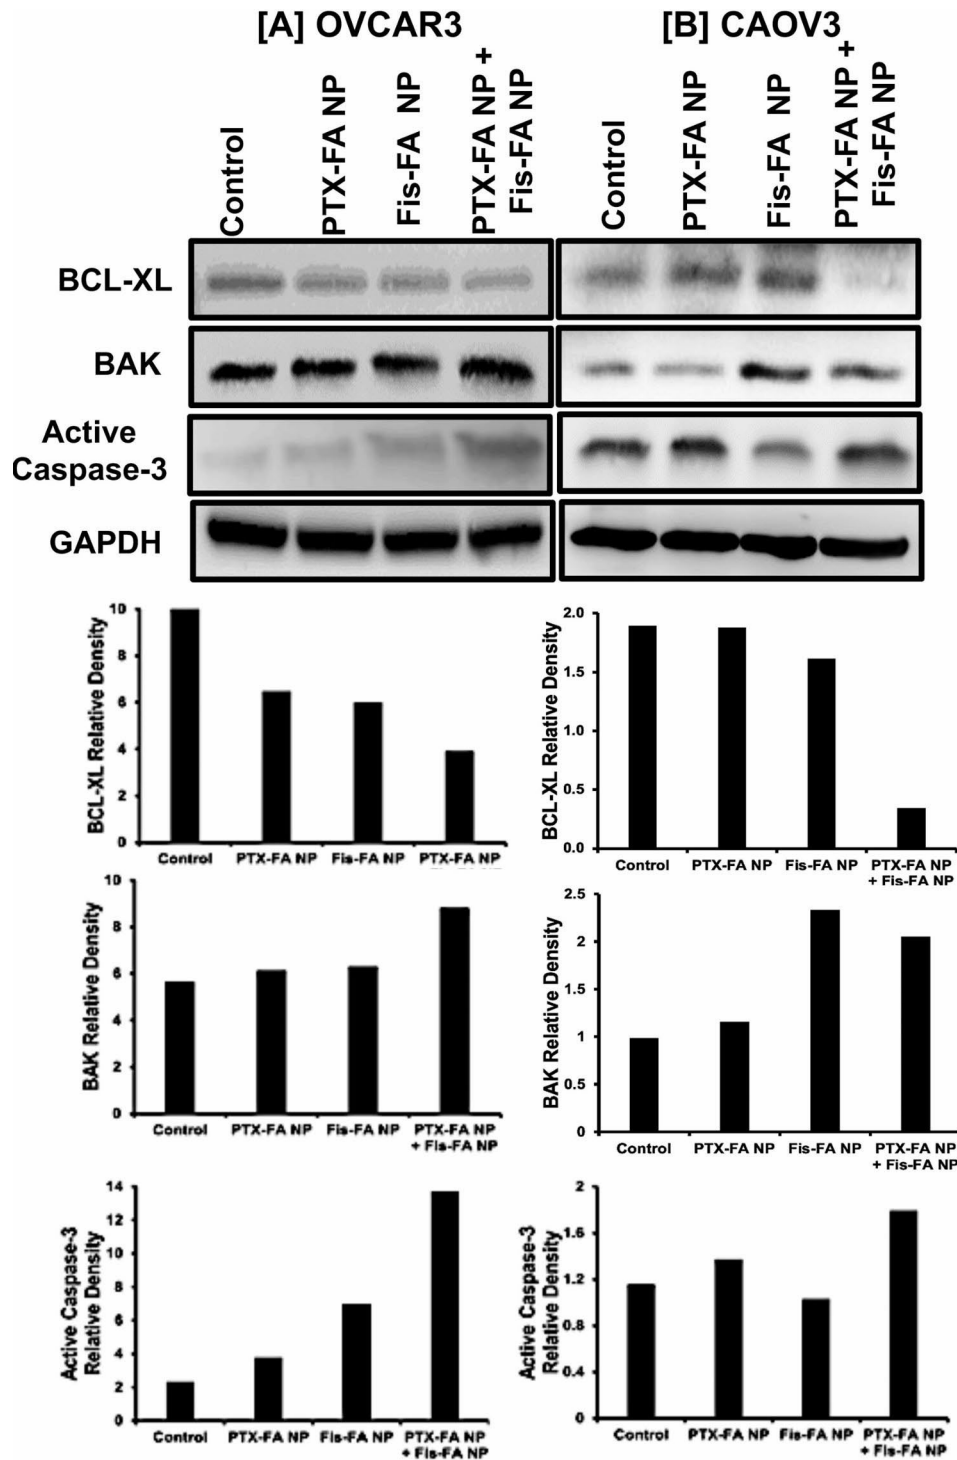 [A] OVCAR3
[B] CAOV3
Control
PTX-FA NP
Fis-FA NP
PTX-FA NP +
Fis-FA NP
Control
PTX-FA NP
Fis-FA NP
PTX-FA NP +
Fis-FA NP
BCL-XL
BAK
Active
Caspase-3
GAPDH
BCL-XL Relative Density
10
8
6
4
2
0
Control PTX-FA NP Fis-FA NP PTX-FA NP
BCL-XL Relative Density
2.0
1.5
1.0
0.5
0.0
Control PTX-FA NP Fis-FA NP PTX-FA NP
+ Fis-FA NP
BAK Relative Density
10
8
6
4
2
0
Control PTX-FA NP Fis-FA NP PTX-FA NP
+ Fis-FA NP
BAK Relative Density
2.5
2
1.5
1
0.5
0
Control PTX-FA NP Fis-FA NP PTX-FA NP
+ Fis-FA NP
Active Caspase-3
Relative Density
14
12
10
8
6
4
2
0
Control PTX-FA NP Fis-FA NP PTX-FA NP
+ Fis-FA NP
Active Caspase-3
Relative Density
2
1.6
1.2
0.8
0.4
0
Control PTX-FA NP Fis-FA NP PTX-FA NP
+ Fis-FA NP